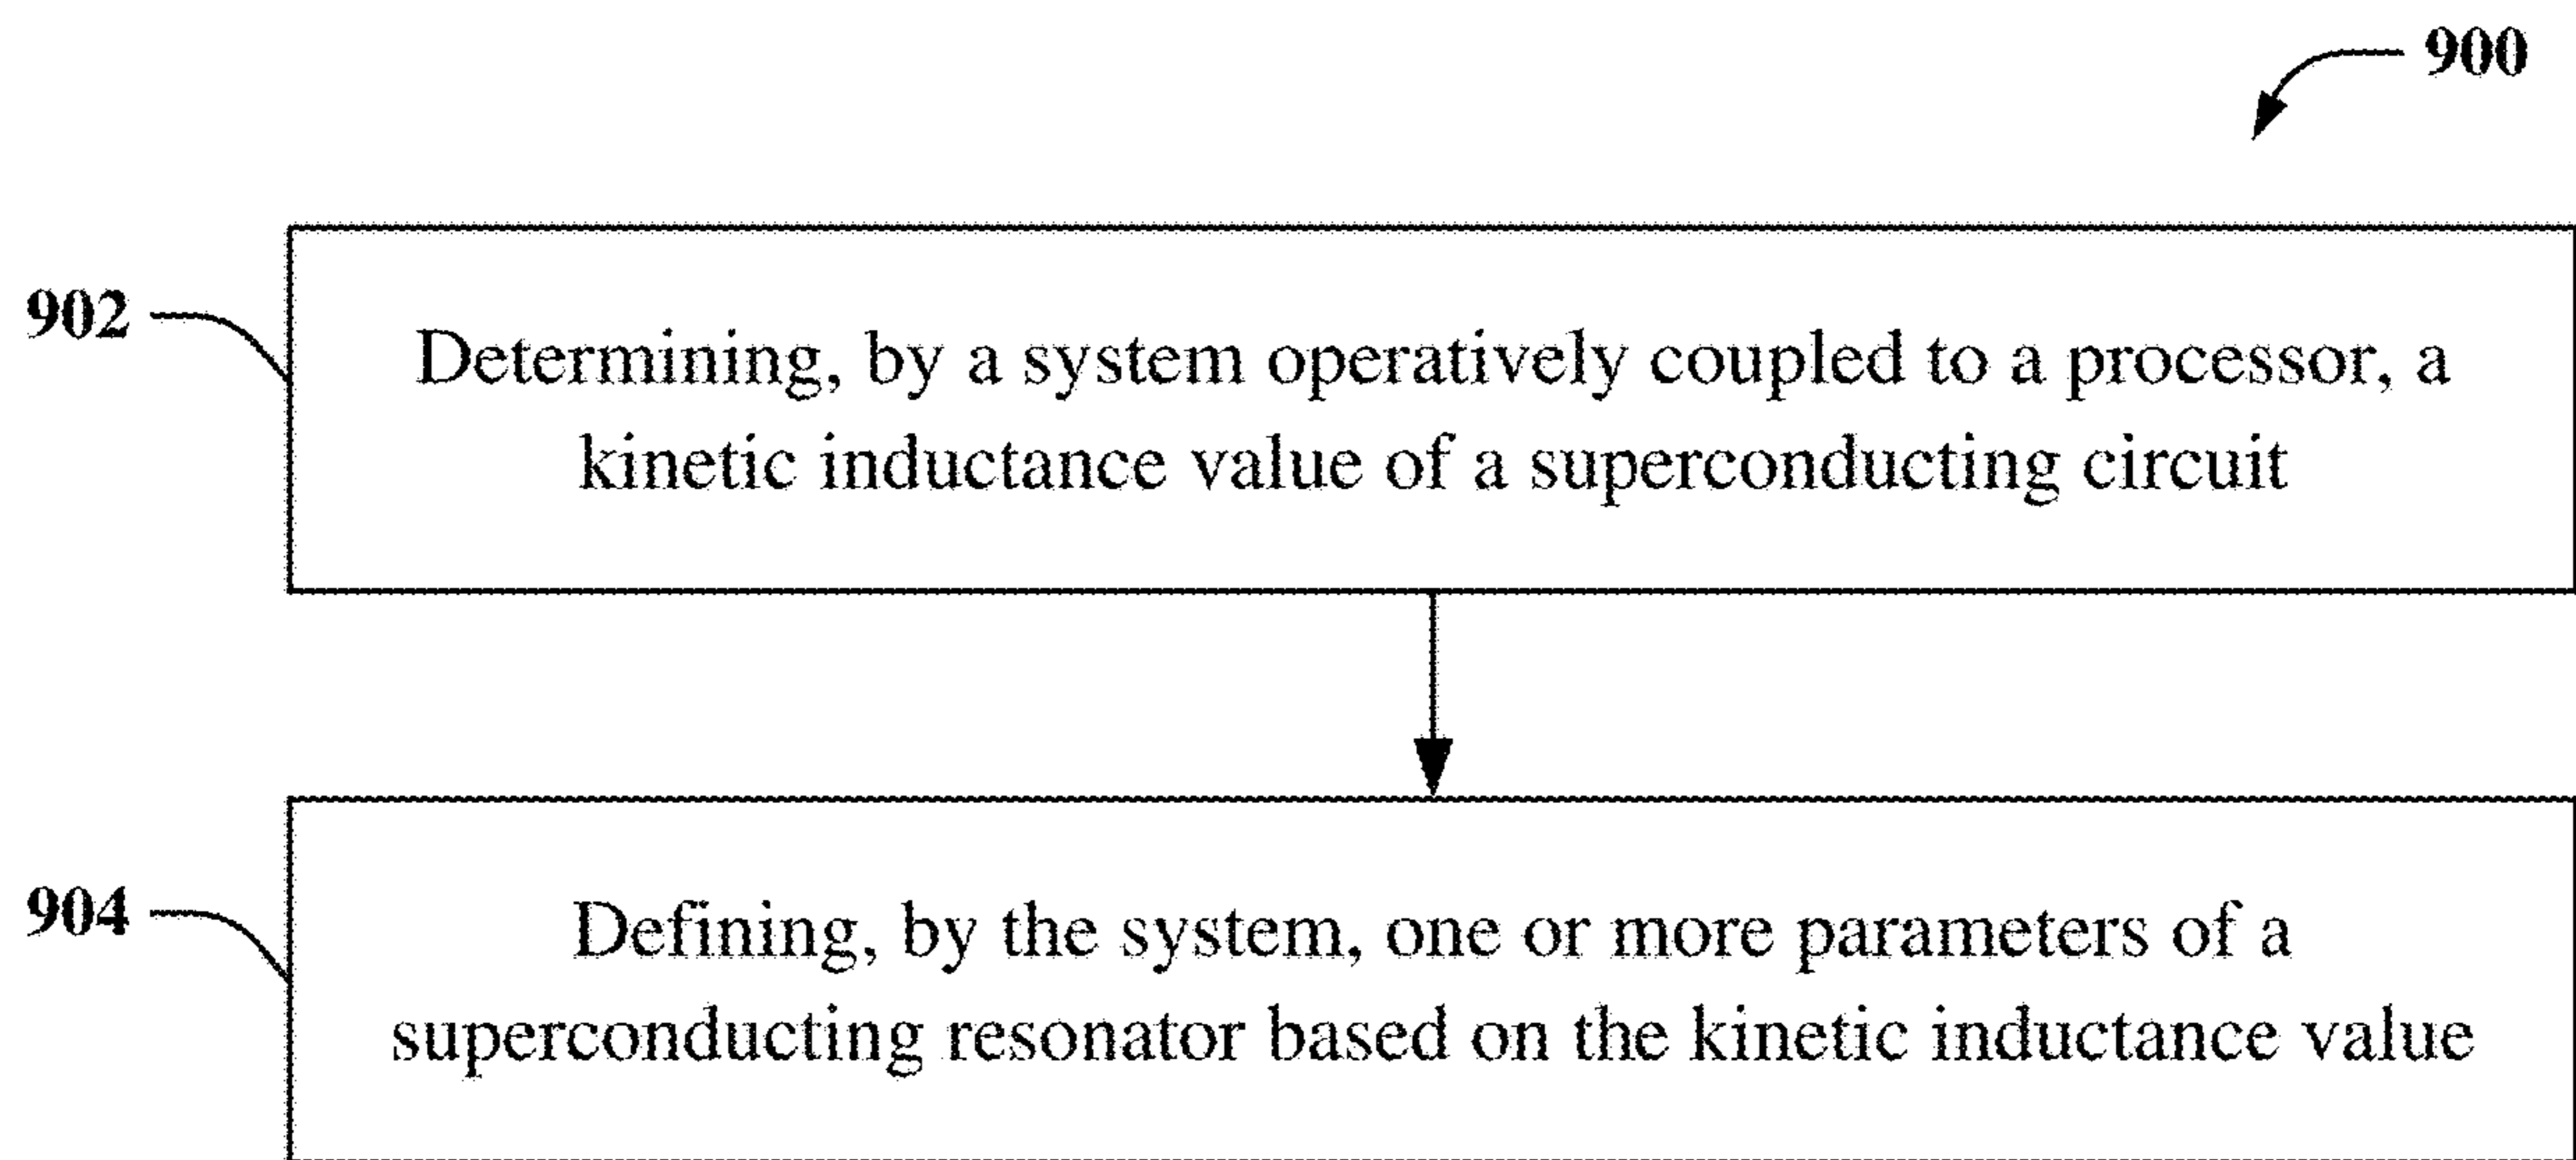 900
902
Determining, by a system operatively coupled to a processor, a
kinetic inductance value of a superconducting circuit
904
Defining, by the system, one or more parameters of a
superconducting resonator based on the kinetic inductance value